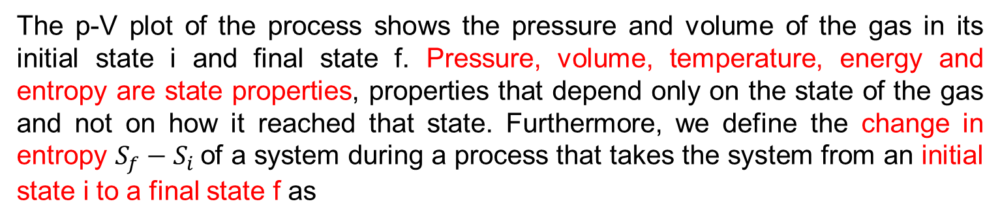 The p-V plot of the process shows the pressure and volume of the gas in its
initial state i and final state f. Pressure, volume, temperature, energy and
entropy are state properties, properties that depend only on the state of the gas
and not on how it reached that state. Furthermore, we define the change in
entropy 𝑆𝑓 − 𝑆𝑖 of a system during a process that takes the system from an initial
state i to a final state f as